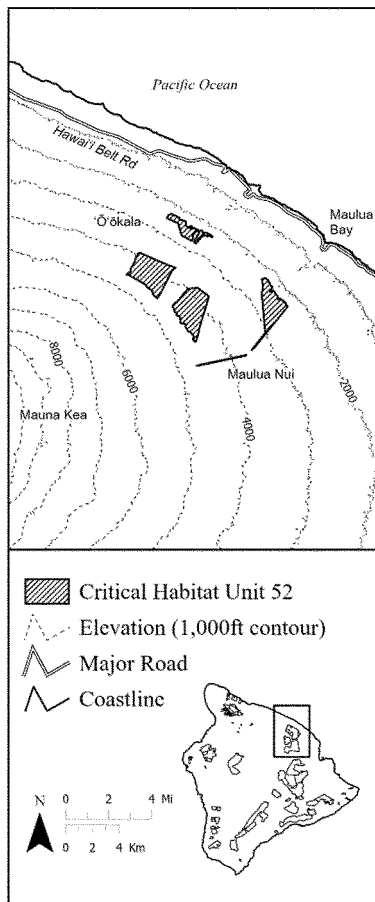 Pacific Ocean
Hawai'i Belt Rd
Maulua
Bay
'Ō'ōkala
8000
6000
Maulua Nui
2000
Mauna Kea
4000
Critical Habitat Unit 52
Elevation (1,000ft contour)
Major Road
Coastline
N
0 2 4 Mi
0 2 4 Km